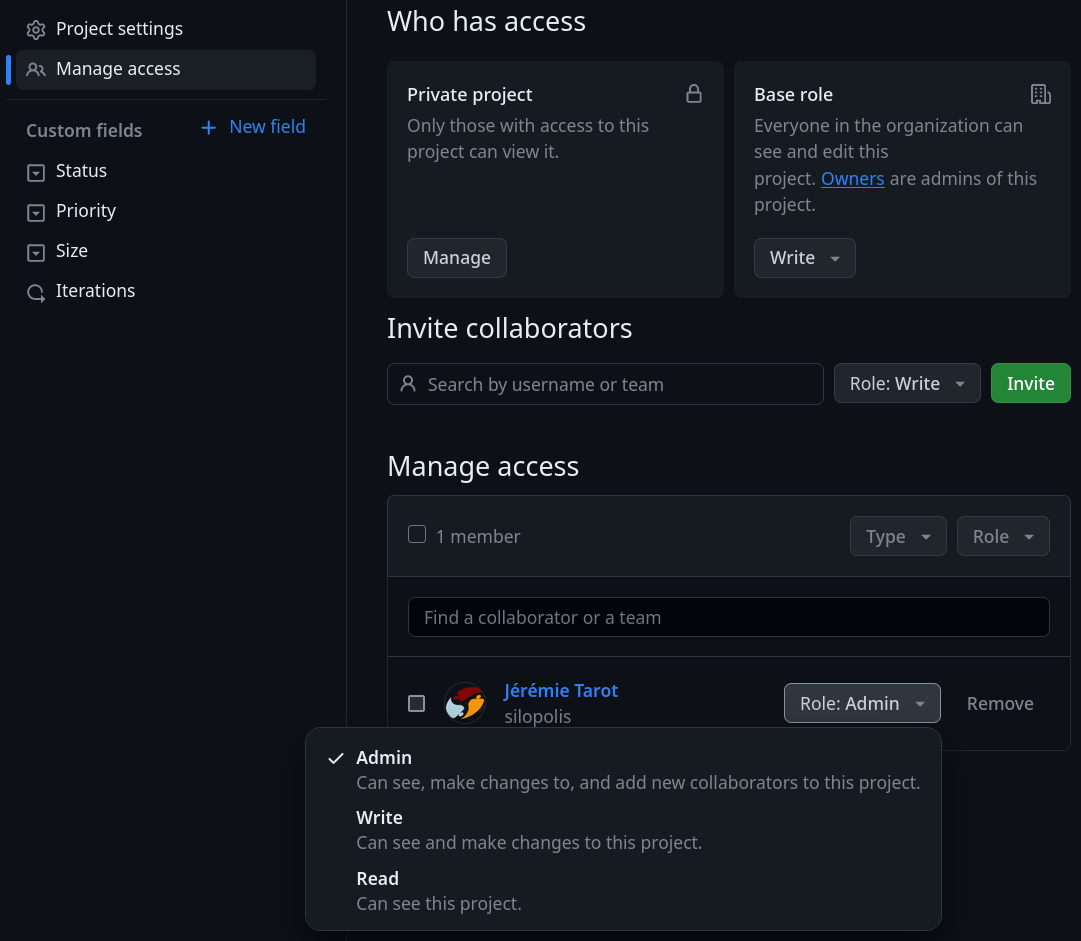 Project settings
Manage access
Custom fields
New field
Status
Priority
Size
Iterations
Who has access
Private project
Only those with access to this
project can view it.
Manage
Base role
Everyone in the organization can
see and edit this
project. Owners are admins of this
project.
Write
Invite collaborators
Search by username or team
Role: Write
Invite
Manage access
1 member
Type
Role
Find a collaborator or a team
Jérémie Tarot
silopolis
Role: Admin
Remove
Admin
Can see, make changes to, and add new collaborators to this project.
Write
Can see and make changes to this project.
Read
Can see this project.